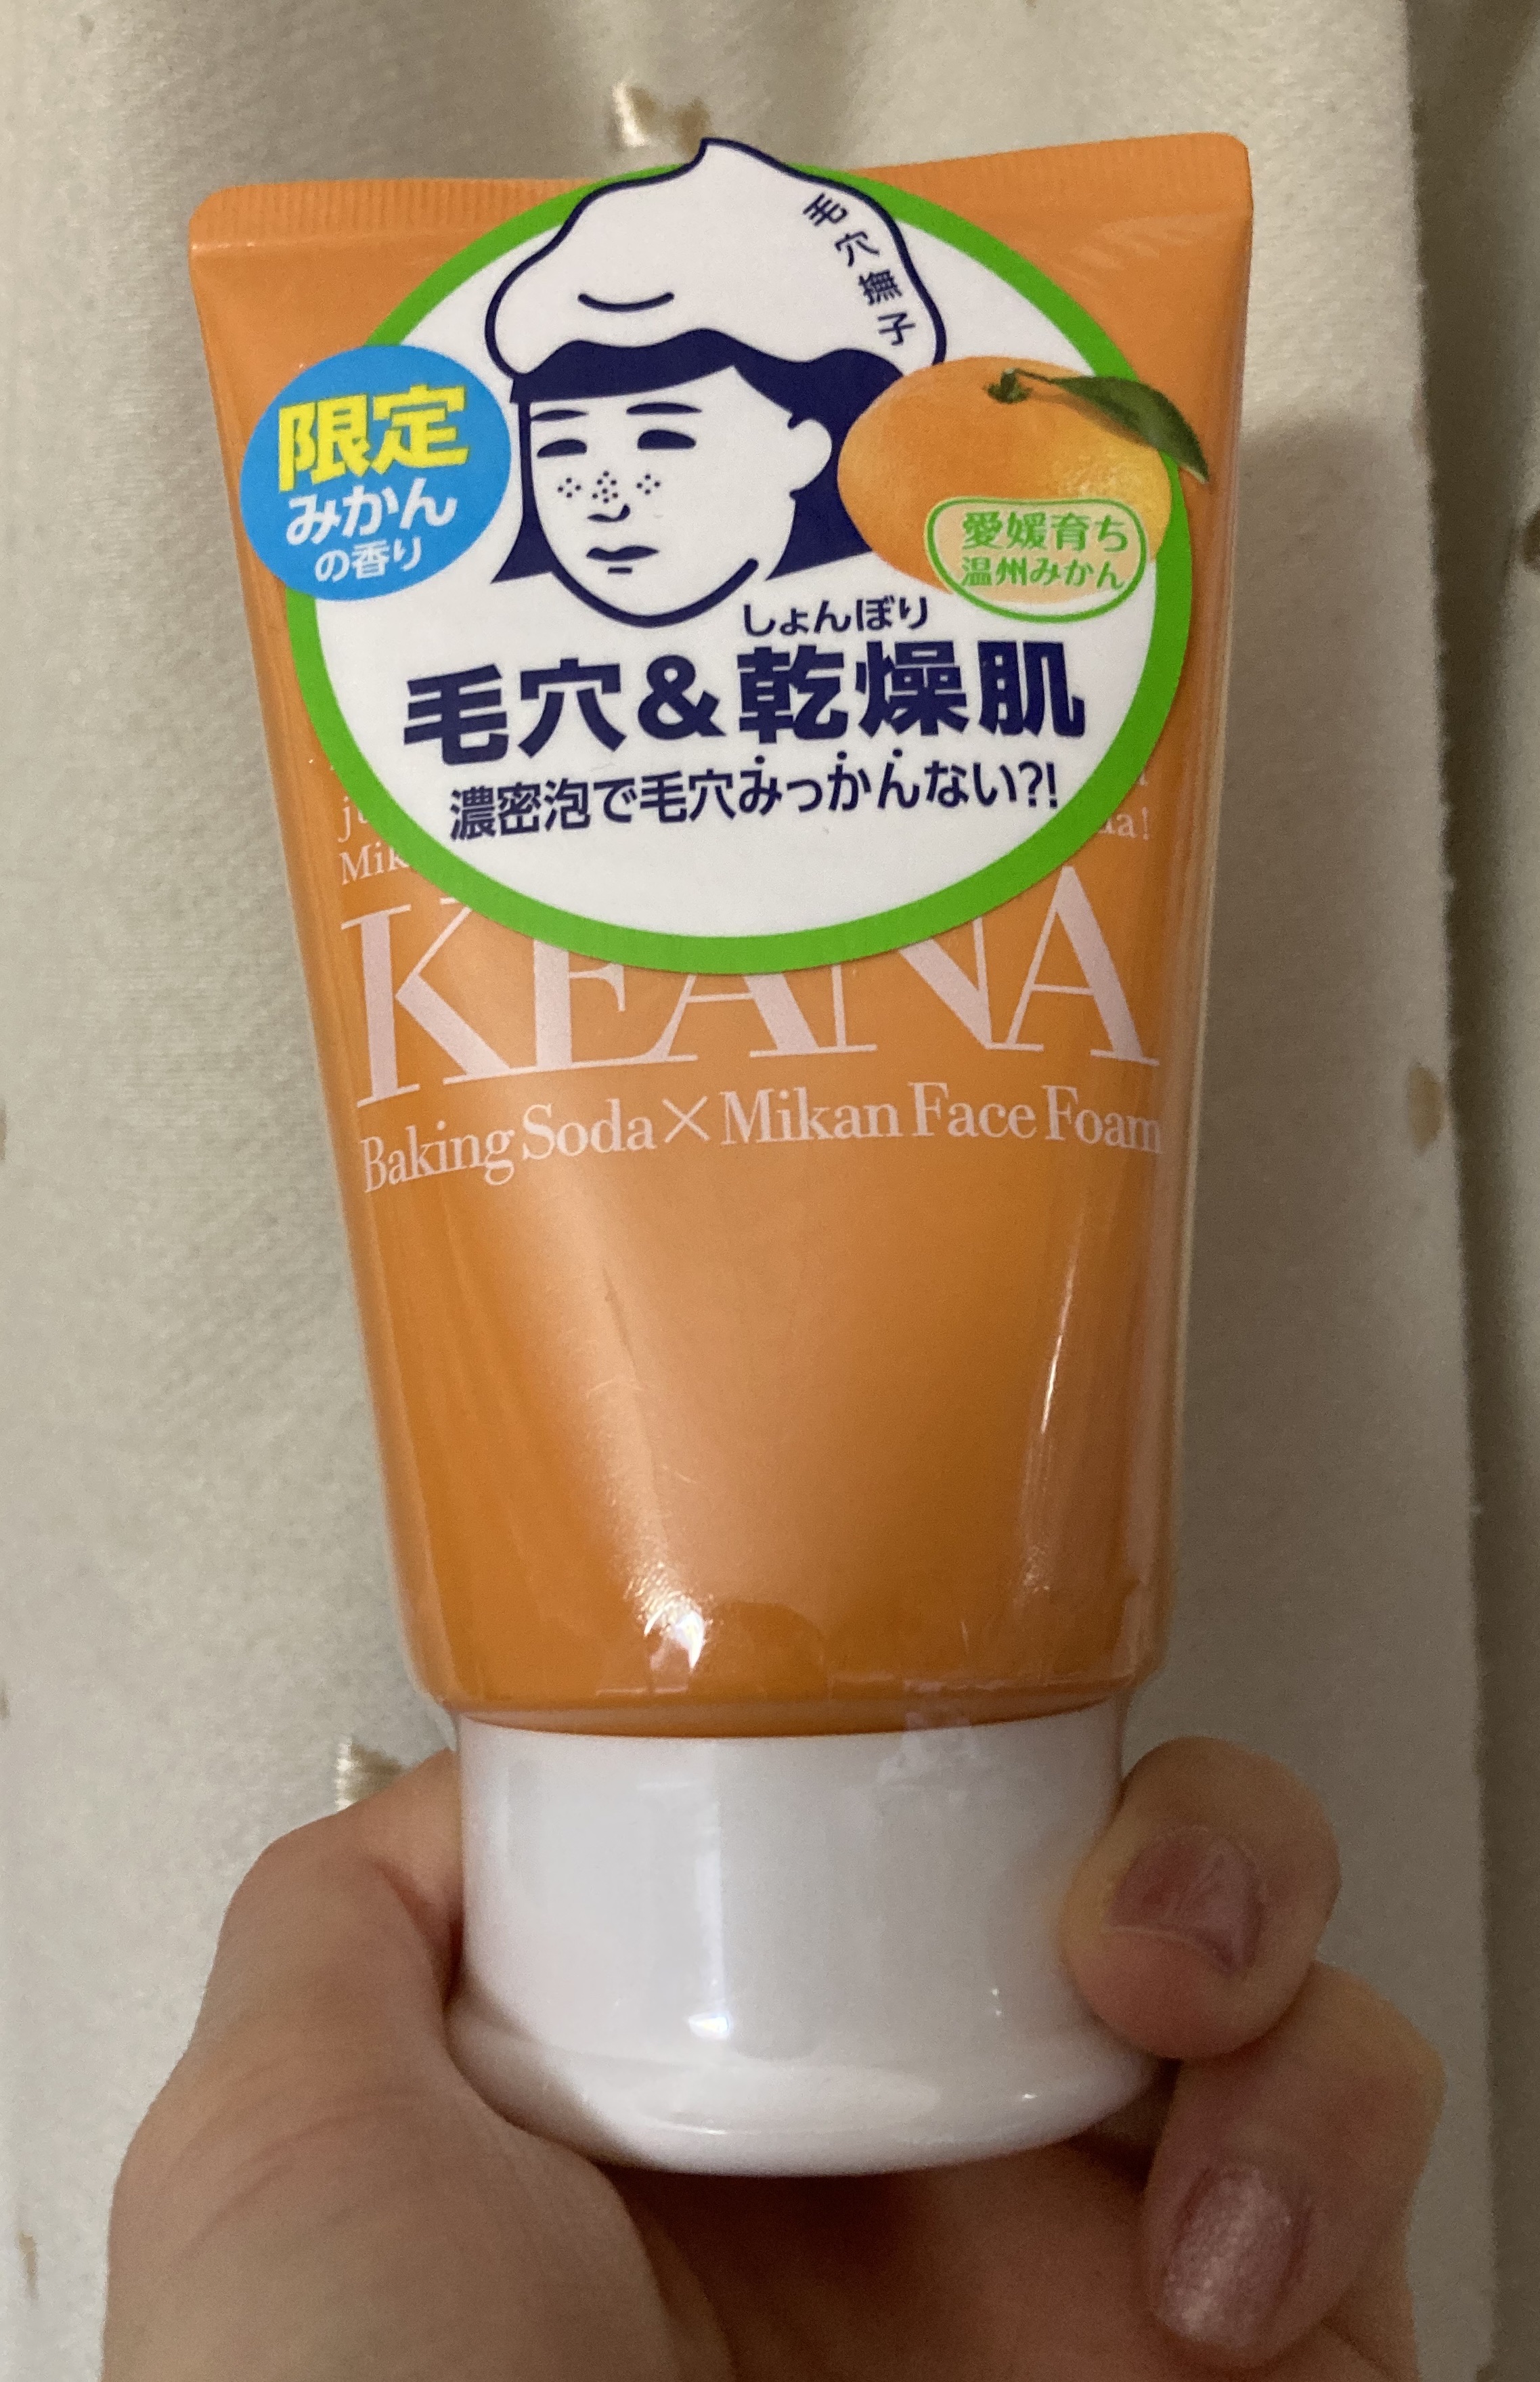 毛穴撫子
限定
みかん
の香り
愛媛育ち
温州みかん
しょんぼり
毛穴&乾燥肌
濃密泡で毛穴みっかんない?!
KEANA
Baking Soda×Mikan Face Foam